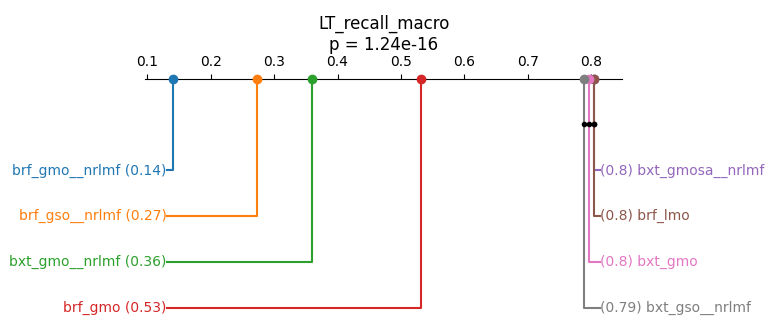 LT_recall_macro
p = 1.24e-16
0.1 0.2 0.3 0.4 0.5 0.6 0.7 0.8
brf_gmo__nrlmf (0.14)
(0.8) bxt_gmosa__nrlmf
brf_gso__nrlmf (0.27)
(0.8) brf_lmo
bxt_gmo__nrlmf (0.36)
(0.8) bxt_gmo
brf_gmo (0.53)
(0.79) bxt_gso__nrlmf